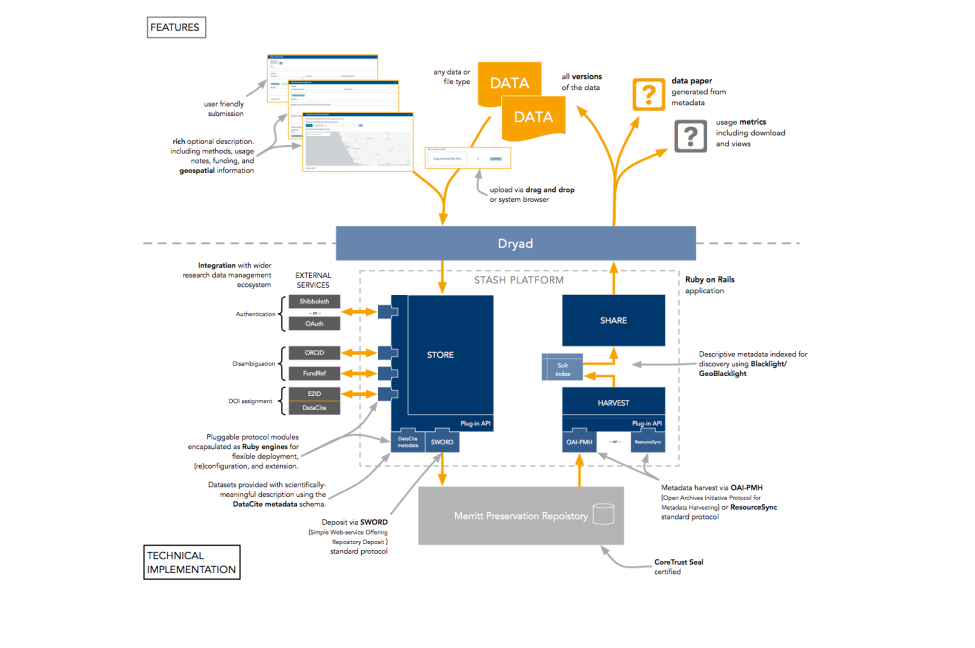 FEATURES
any data or
file type
DATA
DATA
all versions
of the data
data paper
generated from
metadata
?
?
usage metrics
including download
and views
user friendly
submission
rich optional description.
including methods, usage
notes, funding, and
geospatial information
upload via drag and drop
or system browser
Dryad
Integration with wider
research data management
ecosystem
EXTERNAL
SERVICES
STASH PLATFORM
Ruby on Rails
application
Authentication
Shibboleth
— or —
OAuth
Disambiguation
ORCID
FundRef
DOI assignment
EZID
DataCite
STORE
Plug-in API
DataCite
metadata
SWORD
SHARE
Solr
index
HARVEST
Plug-in API
OAI-PMH
— or —
ResourceSync
Descriptive metadata indexed for
discovery using Blacklight/
GeoBlacklight
Pluggable protocol modules
encapsulated as Ruby engines for
flexible deployment,
(re)configuration, and extension.
Datasets provided with scientifically-
meaningful description using the
DataCite metadata schema.
Deposit via SWORD
(Simple Web-service Offering
Repository Deposit )
standard protocol
Merritt Preservation Repoistory
Metadata harvest via OAI-PMH
(Open Archives Initiative Protocol for
Metadata Harvesting) or ResourceSync
standard protocol
CoreTrust Seal
certified
TECHNICAL
IMPLEMENTATION